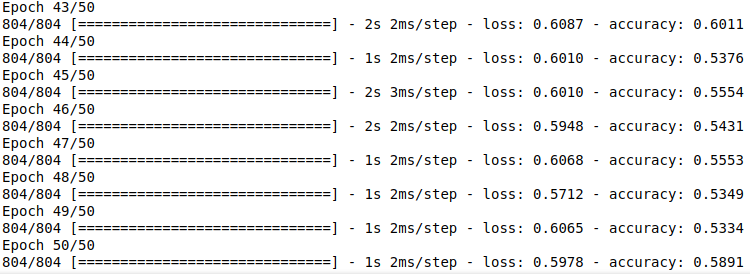 Epoch 43/50
804/804 [==============================] - 2s 2ms/step - loss: 0.6087 - accuracy: 0.6011
Epoch 44/50
804/804 [==============================] - 1s 2ms/step - loss: 0.6010 - accuracy: 0.5376
Epoch 45/50
804/804 [==============================] - 2s 3ms/step - loss: 0.6010 - accuracy: 0.5554
Epoch 46/50
804/804 [==============================] - 2s 2ms/step - loss: 0.5948 - accuracy: 0.5431
Epoch 47/50
804/804 [==============================] - 1s 2ms/step - loss: 0.6068 - accuracy: 0.5553
Epoch 48/50
804/804 [==============================] - 1s 2ms/step - loss: 0.5712 - accuracy: 0.5349
Epoch 49/50
804/804 [==============================] - 1s 2ms/step - loss: 0.6065 - accuracy: 0.5334
Epoch 50/50
804/804 [==============================] - 1s 2ms/step - loss: 0.5978 - accuracy: 0.5891